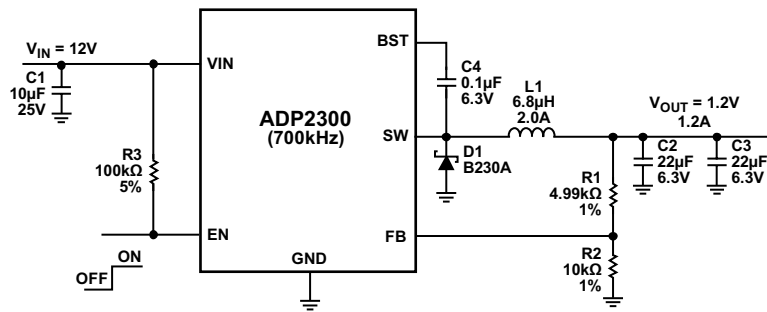 V_IN = 12V
C1
10µF
25V
R3
100kΩ
5%
ON
OFF
VIN
EN
GND
ADP2300
(700kHz)
BST
SW
FB
C4
0.1µF
6.3V
L1
6.8µH
2.0A
D1
B230A
V_OUT = 1.2V
1.2A
C2
22µF
6.3V
C3
22µF
6.3V
R1
4.99kΩ
1%
R2
10kΩ
1%